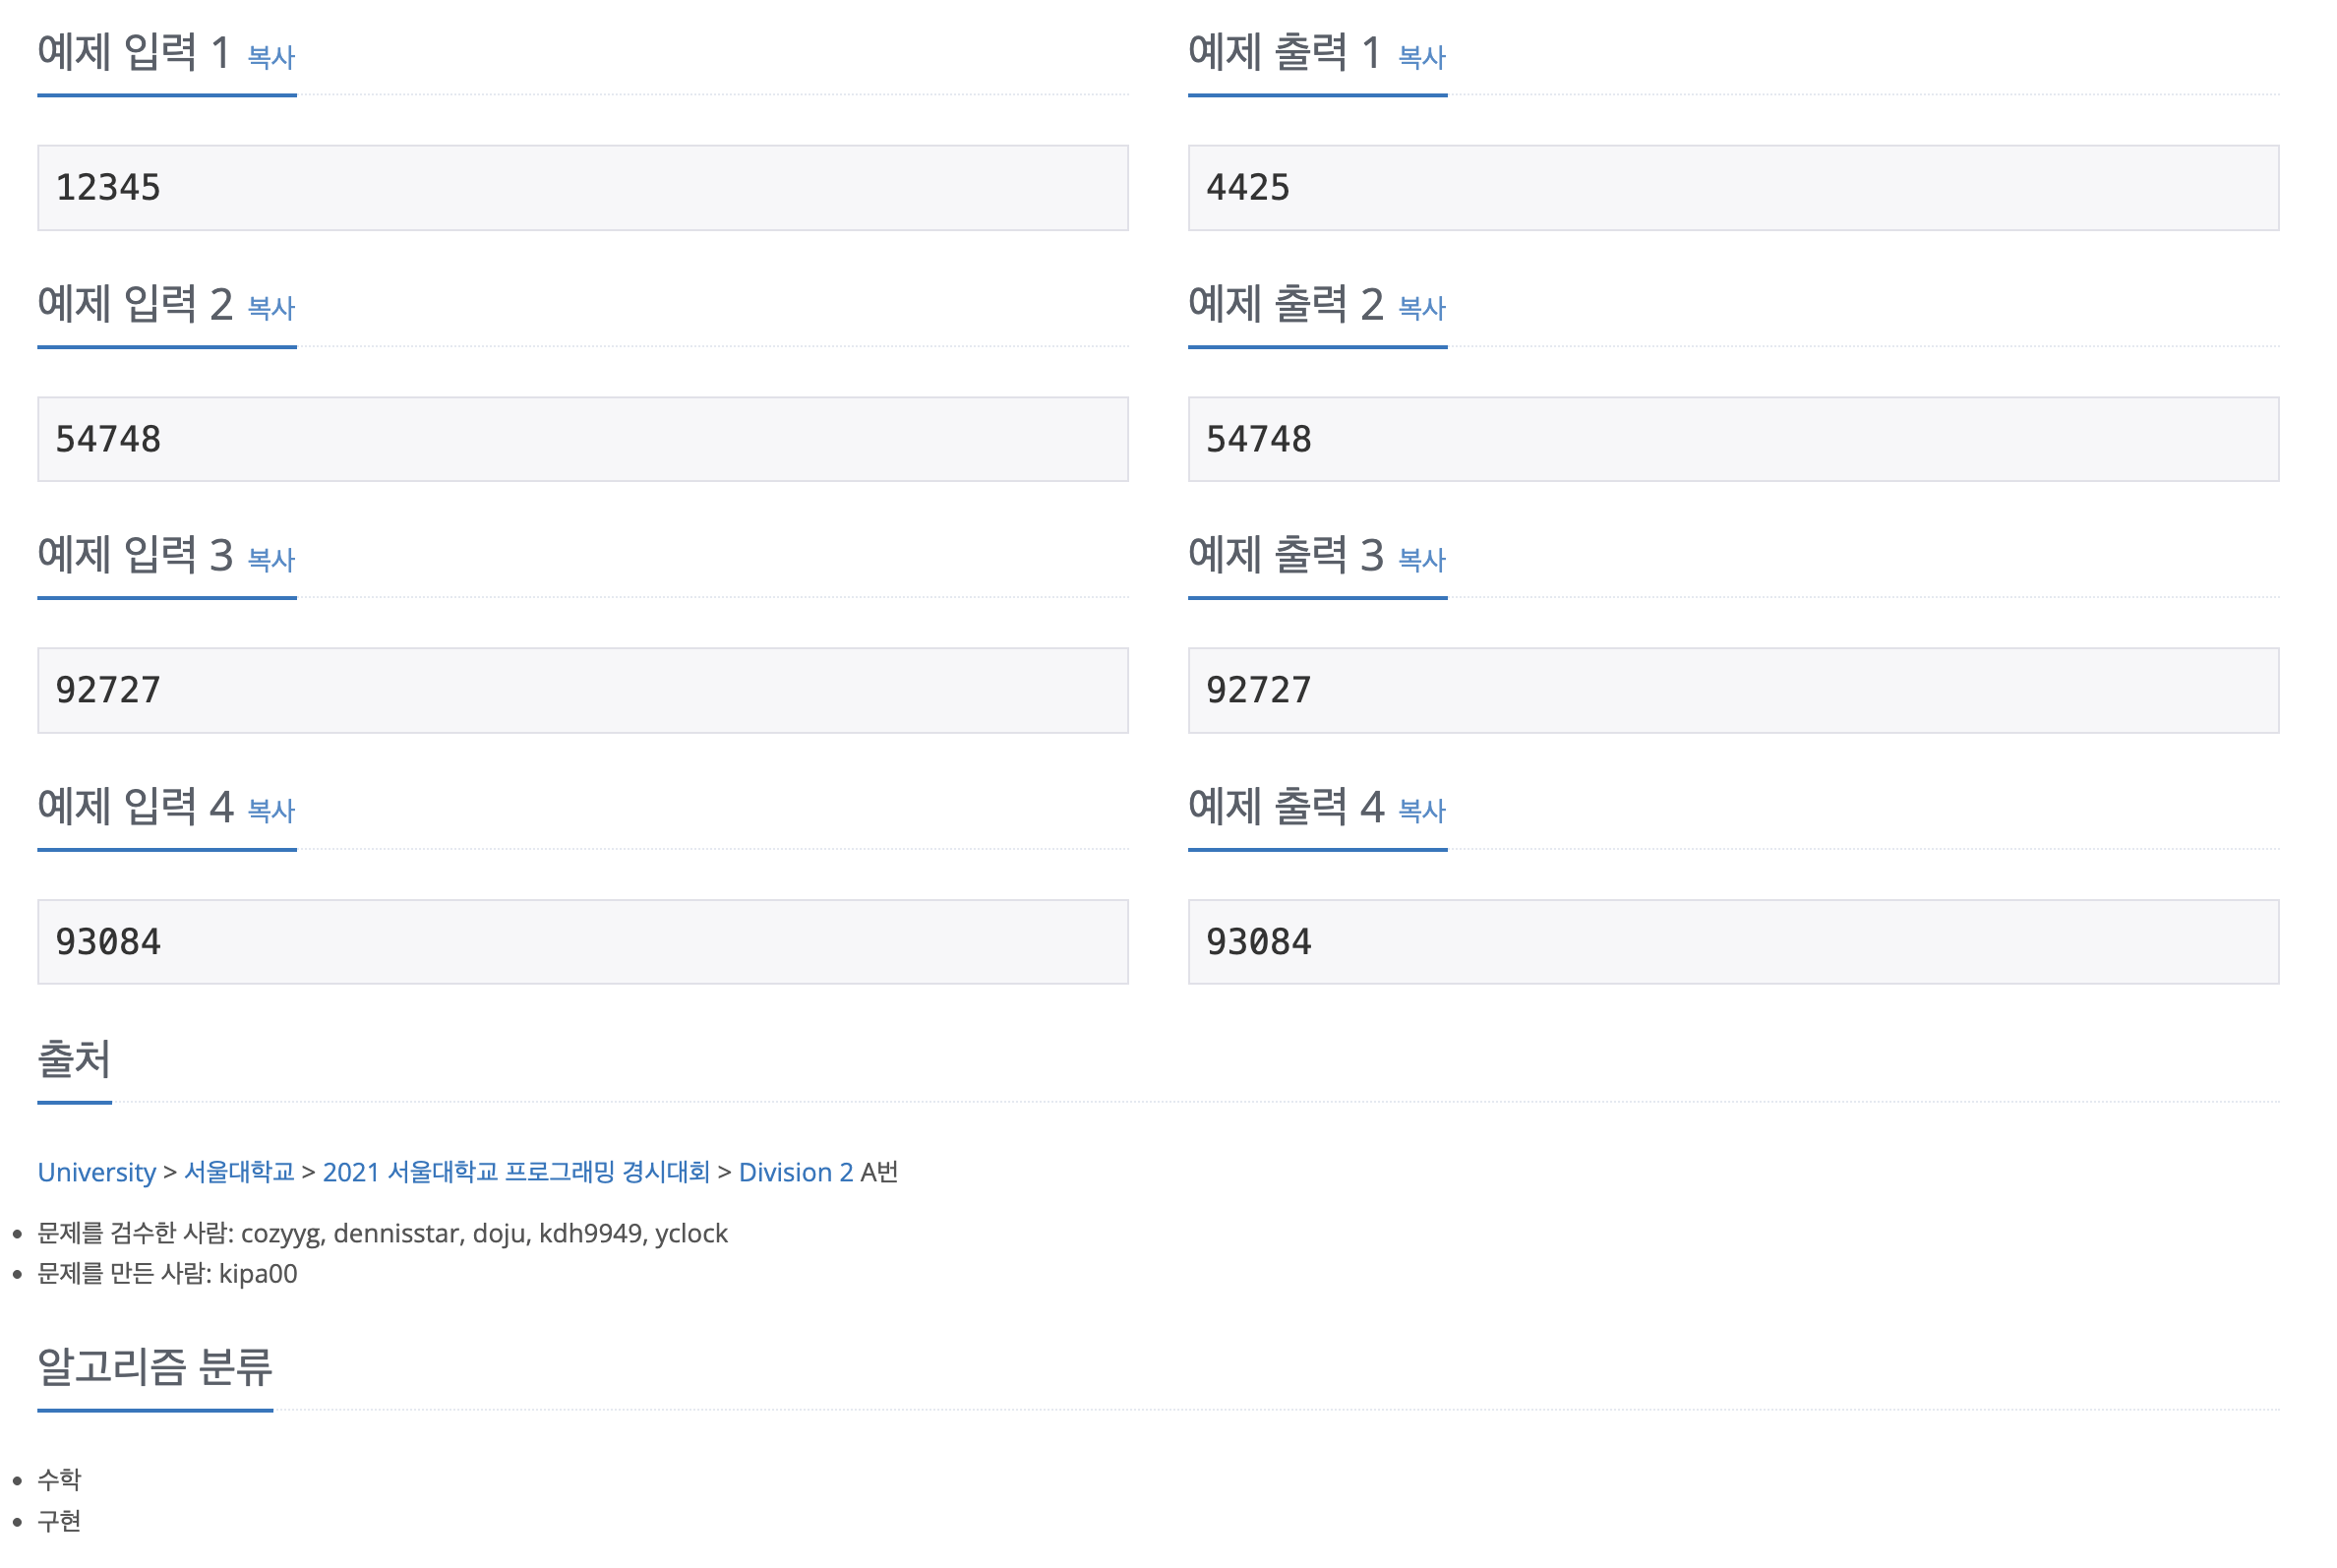 예제 입력 1 복사
예제 출력 1 복사
12345
4425
예제 입력 2 복사
예제 출력 2 복사
54748
54748
예제 입력 3 복사
예제 출력 3 복사
92727
92727
예제 입력 4 복사
예제 출력 4 복사
93084
93084
출처
University > 서울대학교 > 2021 서울대학교 프로그래밍 경시대회 > Division 2 A번
• 문제를 검수한 사람: cozyyg, dennisstar, doju, kdh9949, yclock
• 문제를 만든 사람: kipa00
알고리즘 분류
• 수학
• 구현